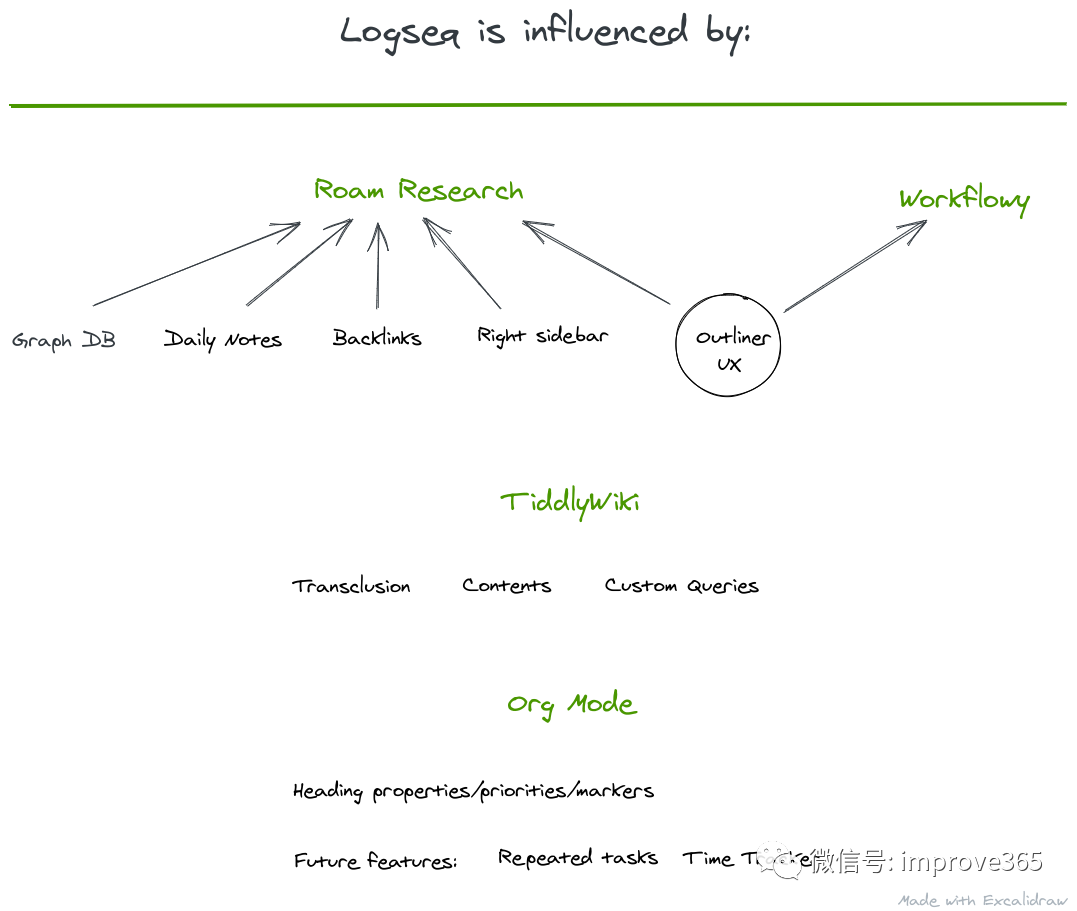 Logseq is influenced by:
Roam Research
Workflowy
Graph DB
Daily Notes
Backlinks
Right sidebar
Outliner
UX
TiddlyWiki
Transclusion
Contents
Custom Queries
Org Mode
Heading properties/priorities/markers
Future features:
Repeated tasks
Time
微信号: improve365
Made with Excalidraw